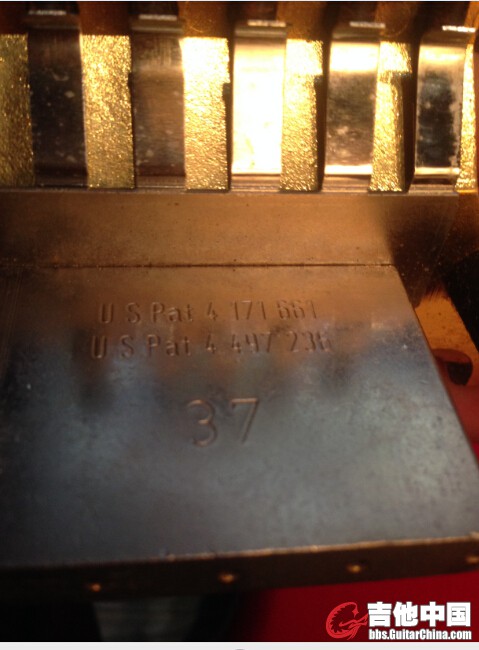 U S Pat 4 171 661
U S Pat 4 497 236
37
吉他中国
bbs.GuitarChina.com